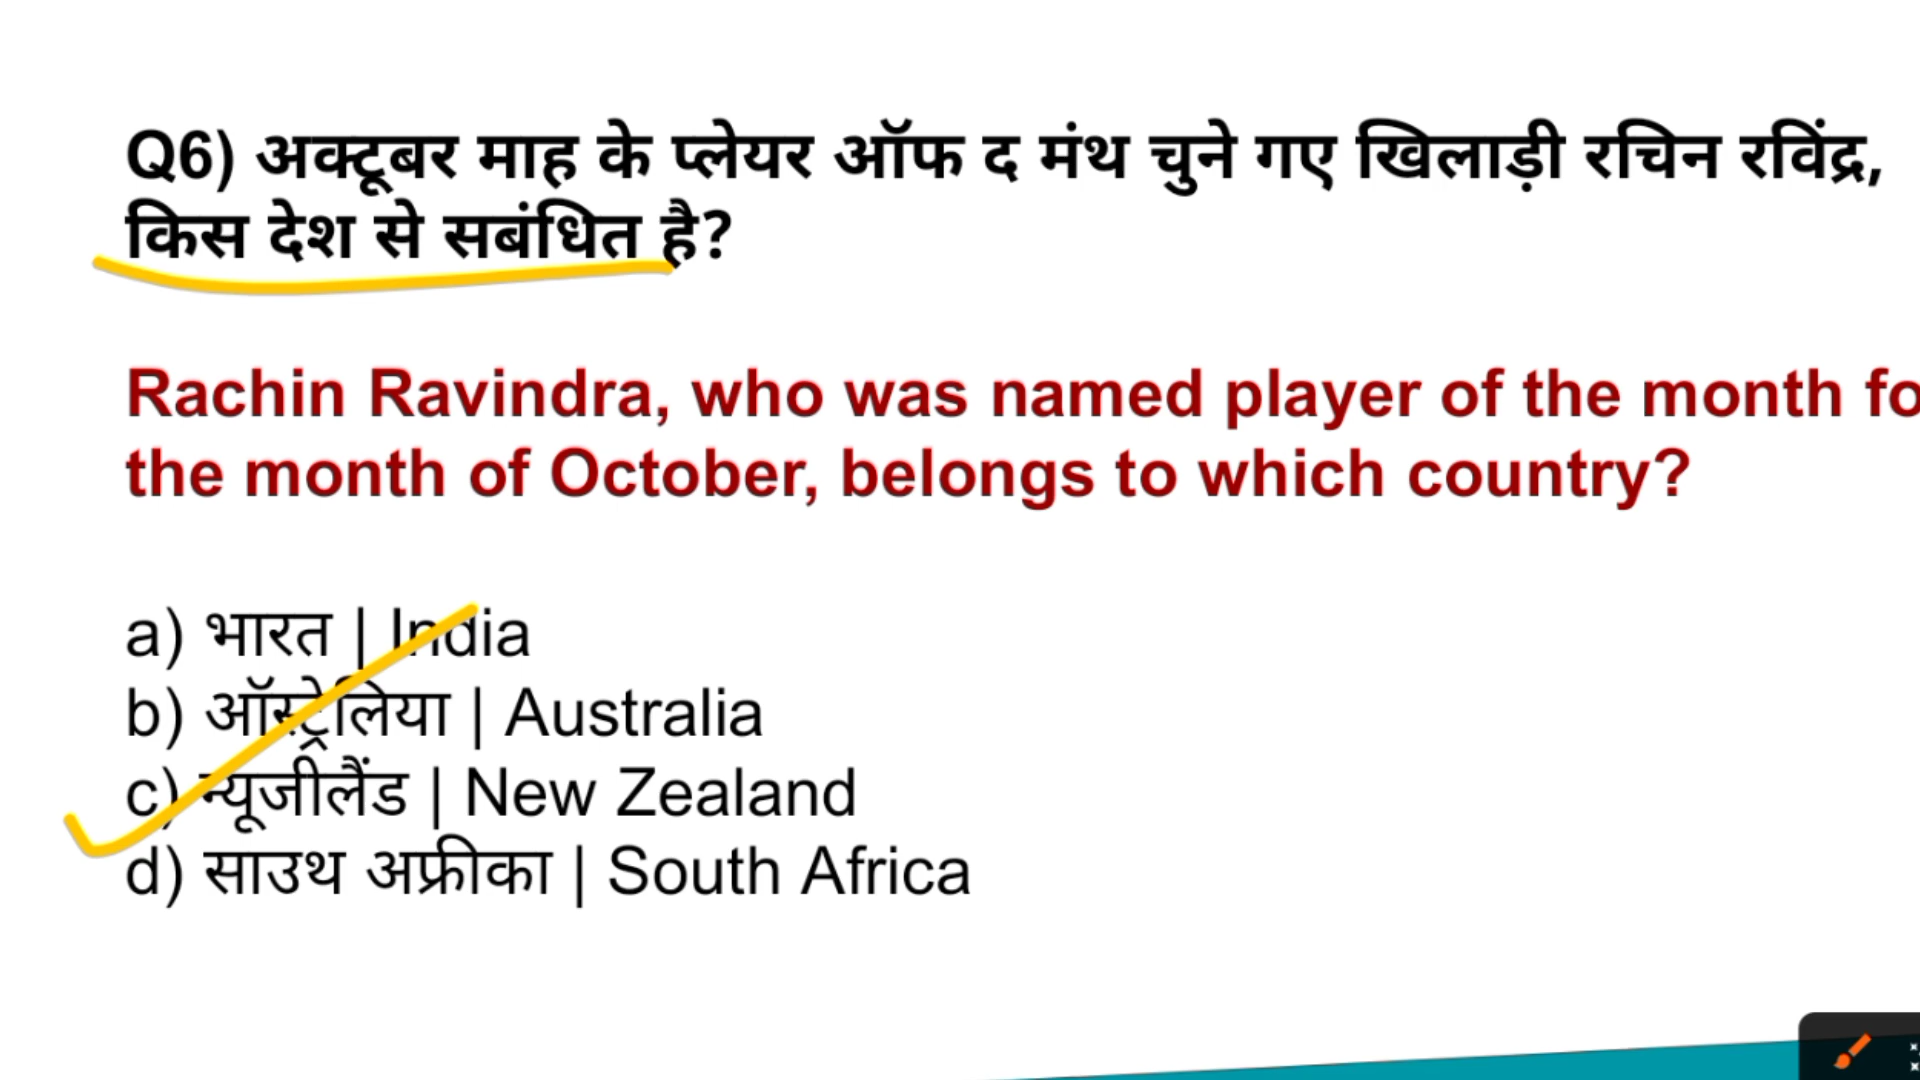 Q6) अक्टूबर माह के प्लेयर ऑफ द मंथ चुने गए खिलाड़ी रचिन रविंद्र,
किस देश से सबंधित है?
Rachin Ravindra, who was named player of the month fo
the month of October, belongs to which country?
a) भारत | India
b) ऑस्ट्रेलिया | Australia
c) न्यूजीलैंड | New Zealand
d) साउथ अफ्रीका | South Africa